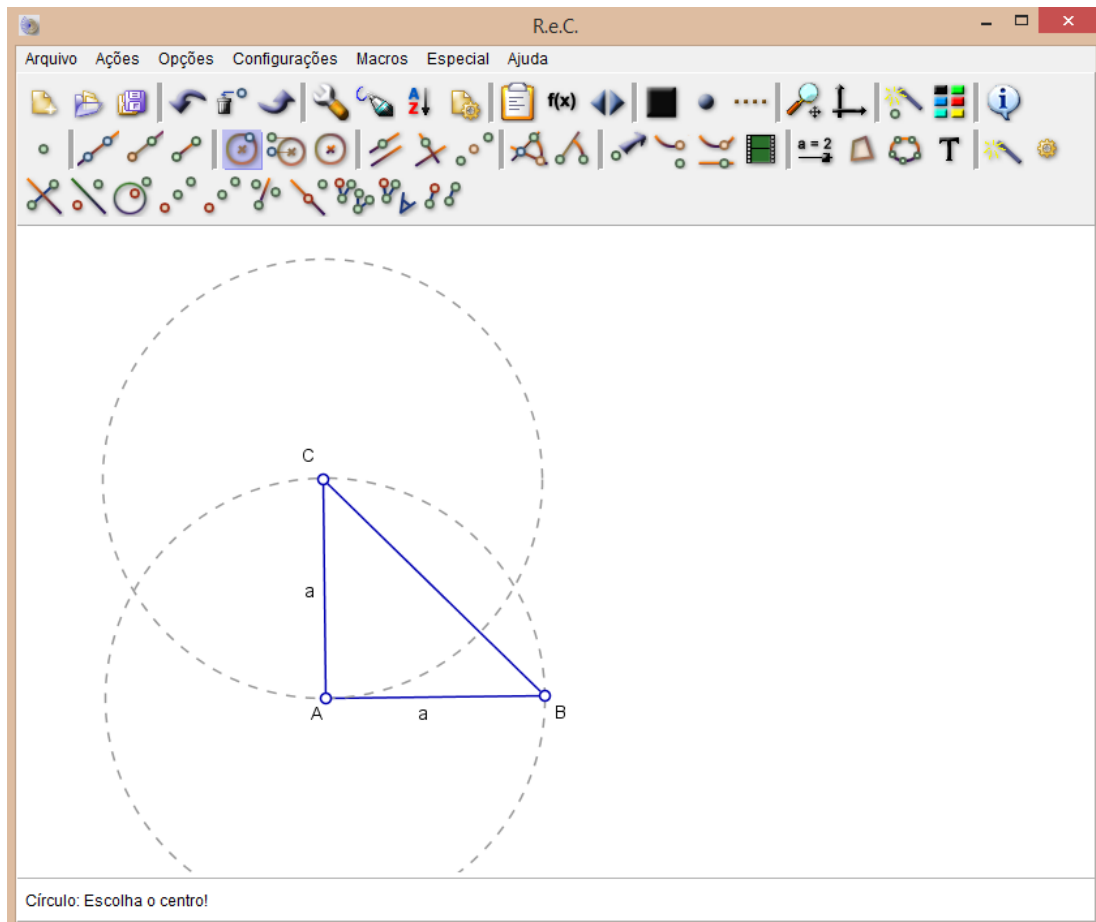 R.e.C.
Arquivo Ações Opções Configurações Macros Especial Ajuda
A Z f(x) i
a = 2 T
C
a
A a B
Círculo: Escolha o centro!